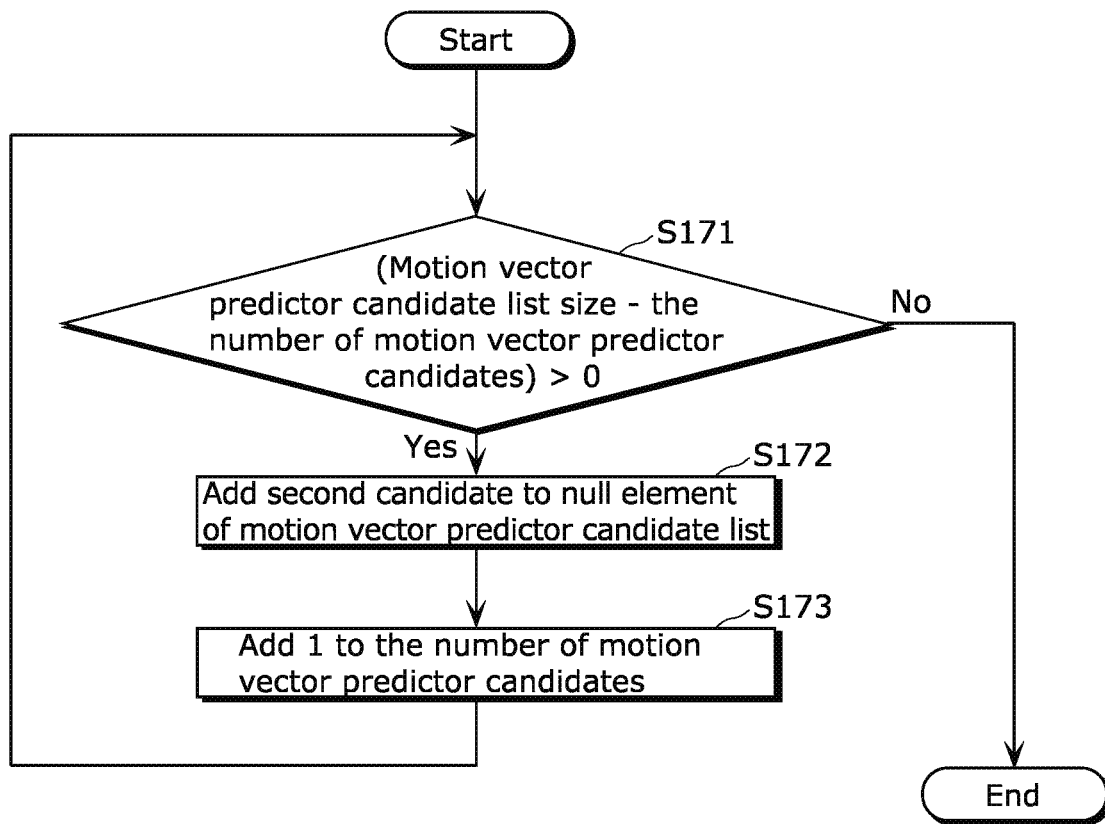 Start
S171
(Motion vector
predictor candidate list size - the
number of motion vector predictor
candidates) > 0
No
Yes
S172
Add second candidate to null element
of motion vector predictor candidate list
S173
Add 1 to the number of motion
vector predictor candidates
End